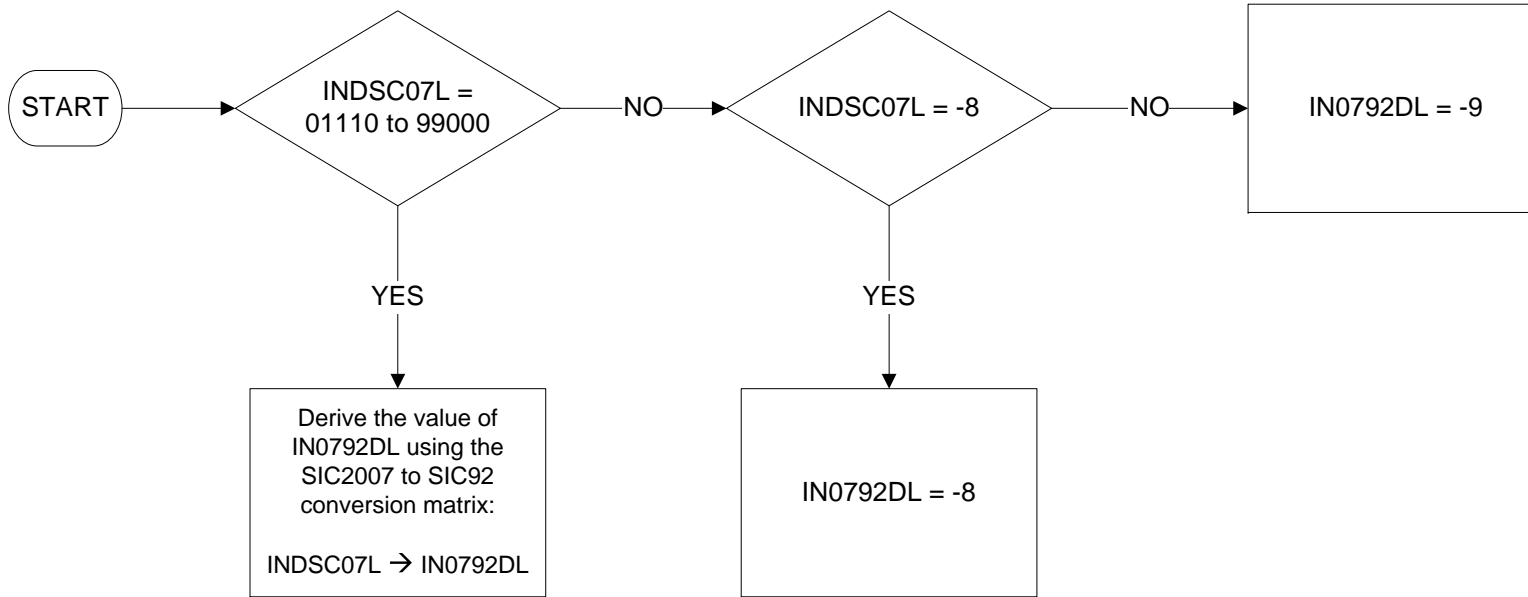 START
INDSC07L =
01110 to 99000
NO
INDSC07L = -8
NO
IN0792DL = -9
YES
YES
Derive the value of
IN0792DL using the
SIC2007 to SIC92
conversion matrix:
INDSC07L → IN0792DL
IN0792DL = -8